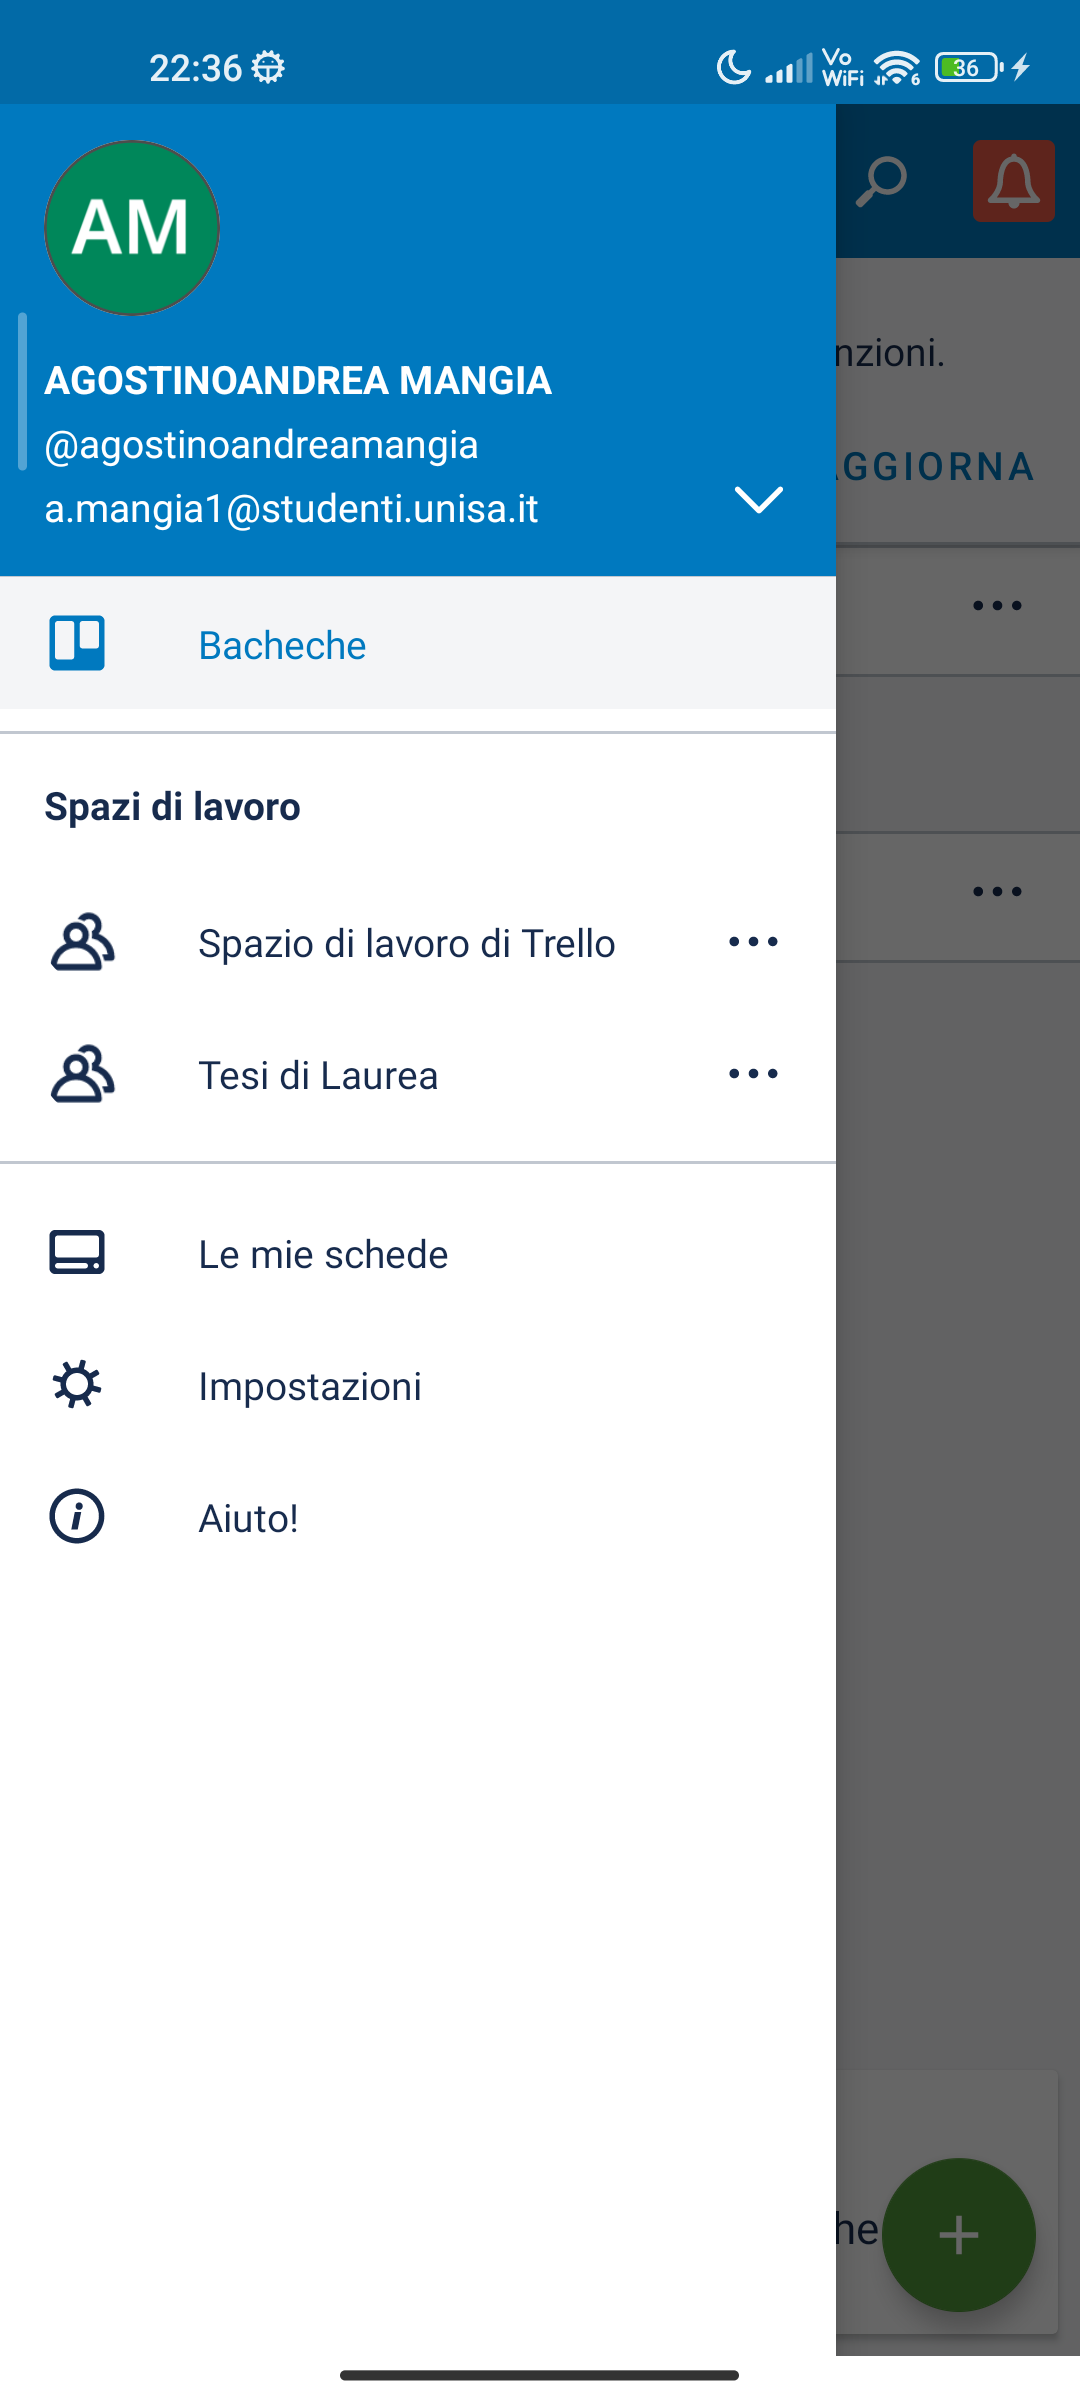 22:36
Vo
WiFi
6
36
AM
AGOSTINOANDREA MANGIA
@agostinoandreamangia
a.mangia1@studenti.unisa.it
nzioni.
GGIORNA
Bacheche
Spazi di lavoro
Spazio di lavoro di Trello
Tesi di Laurea
Le mie schede
Impostazioni
Aiuto!
he